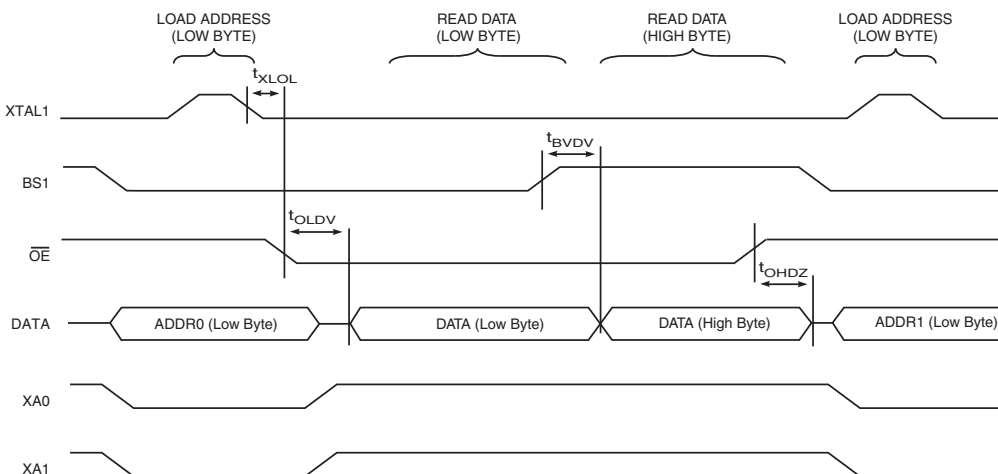 LOAD ADDRESS
(LOW BYTE)
READ DATA
(LOW BYTE)
READ DATA
(HIGH BYTE)
LOAD ADDRESS
(LOW BYTE)
tXLOL
XTAL1
tBVDV
BS1
tOLDV
OE
tOHDZ
DATA
ADDR0 (Low Byte)
DATA (Low Byte)
DATA (High Byte)
ADDR1 (Low Byte)
XA0
XA1